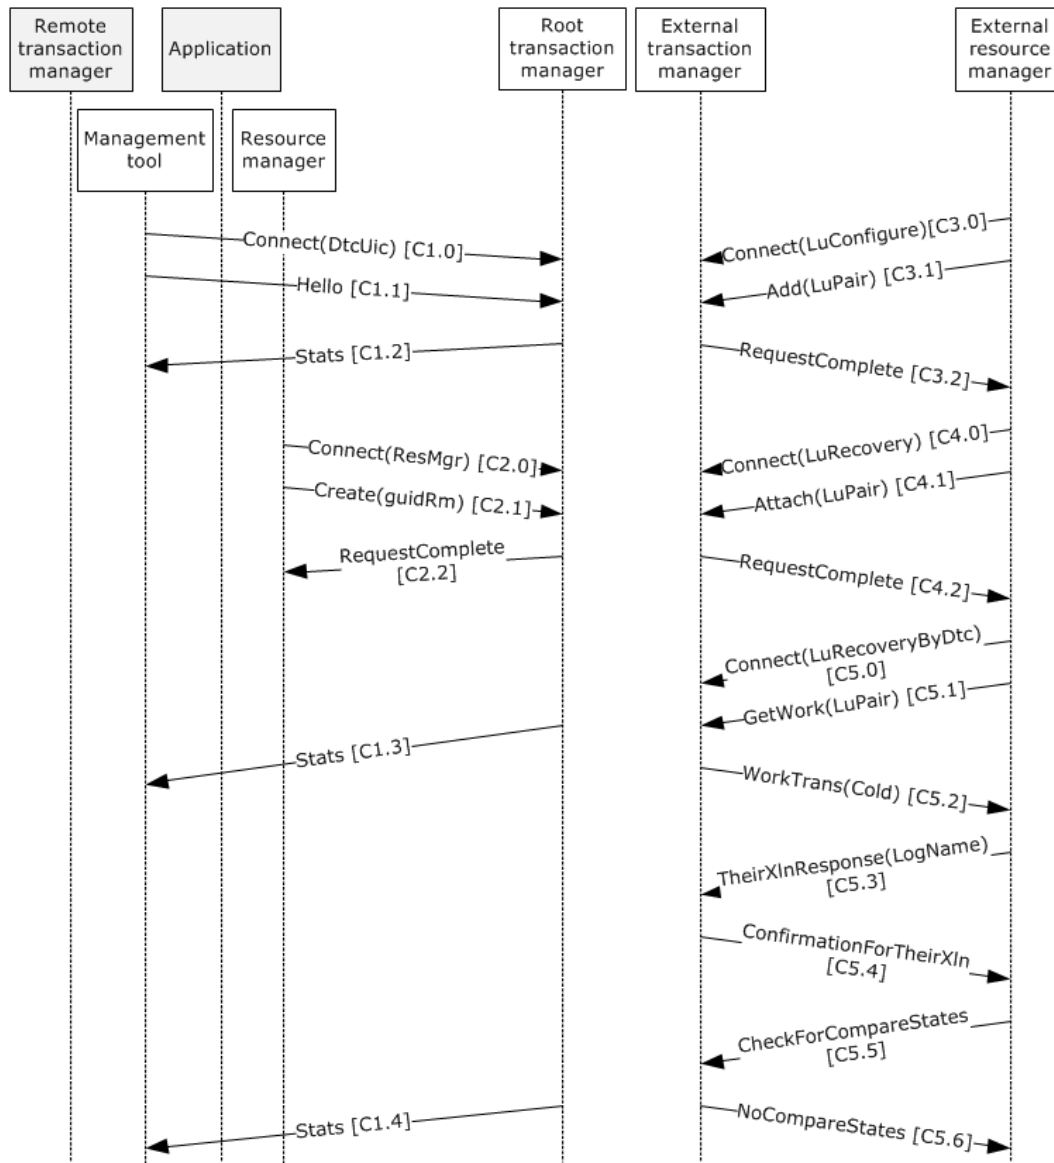 Remote
transaction
manager
Application
Root
transaction
manager
External
transaction
manager
External
resource
manager
Management
tool
Resource
manager
Connect(DtcUic) [C1.0]
Connect(LuConfigure)[C3.0]
Hello [C1.1]
Add(LuPair) [C3.1]
Stats [C1.2]
RequestComplete [C3.2]
Connect(ResMgr) [C2.0]
Connect(LuRecovery) [C4.0]
Create(guidRm) [C2.1]
Attach(LuPair) [C4.1]
RequestComplete
[C2.2]
RequestComplete [C4.2]
Connect(LuRecoveryByDtc)
[C5.0]
GetWork(LuPair) [C5.1]
Stats [C1.3]
WorkTrans(Cold) [C5.2]
TheirXlnResponse(LogName)
[C5.3]
ConfirmationForTheirXln
[C5.4]
CheckForCompareStates
[C5.5]
Stats [C1.4]
NoCompareStates [C5.6]